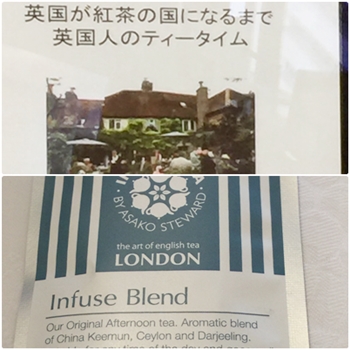 英国が紅茶の国になるまで
英国人のティータイム
BY ASAKO STEWARD
the art of english tea
LONDON
Infuse Blend
Our Original Afternoon tea. Aromatic blend
of China Keemun, Ceylon and Darjeeling.